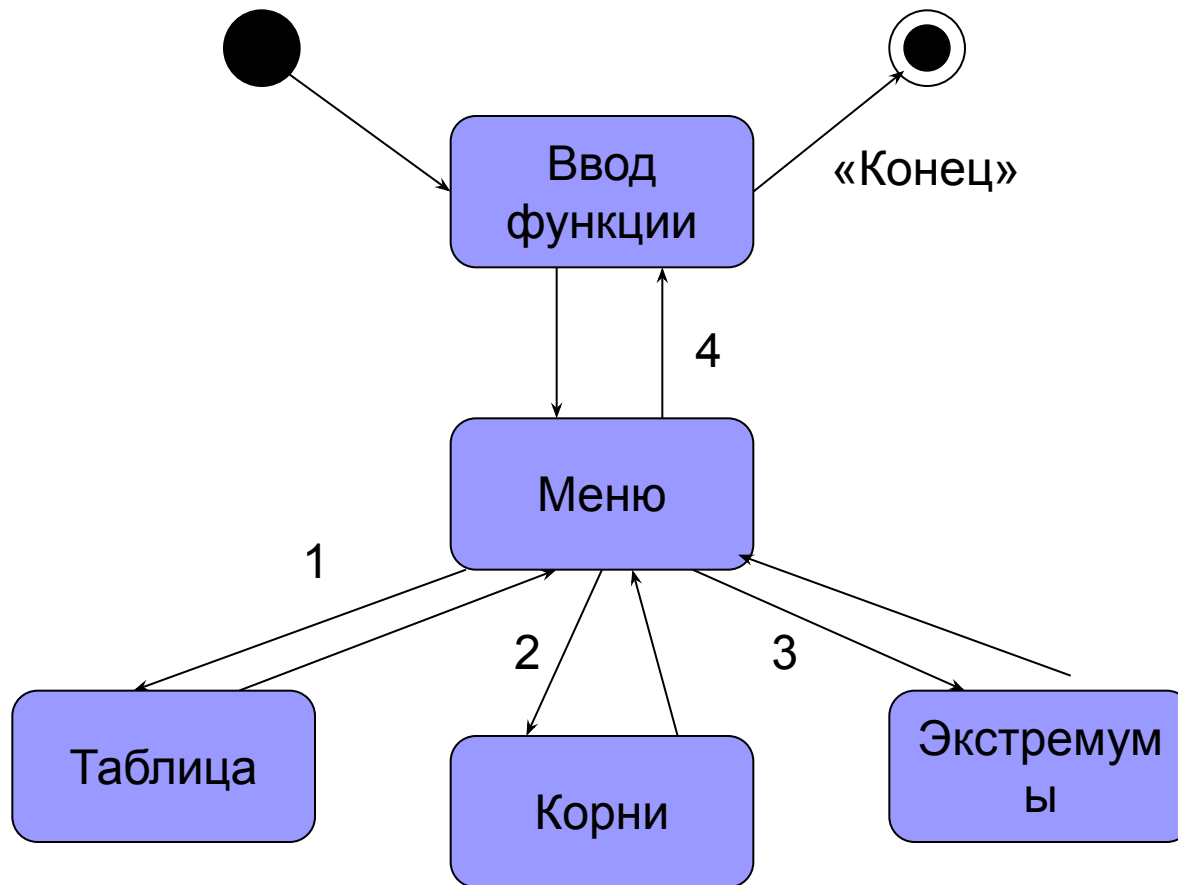 Ввод
функции
«Конец»
4
Меню
1
2
3
Таблица
Корни
Экстремум
ы